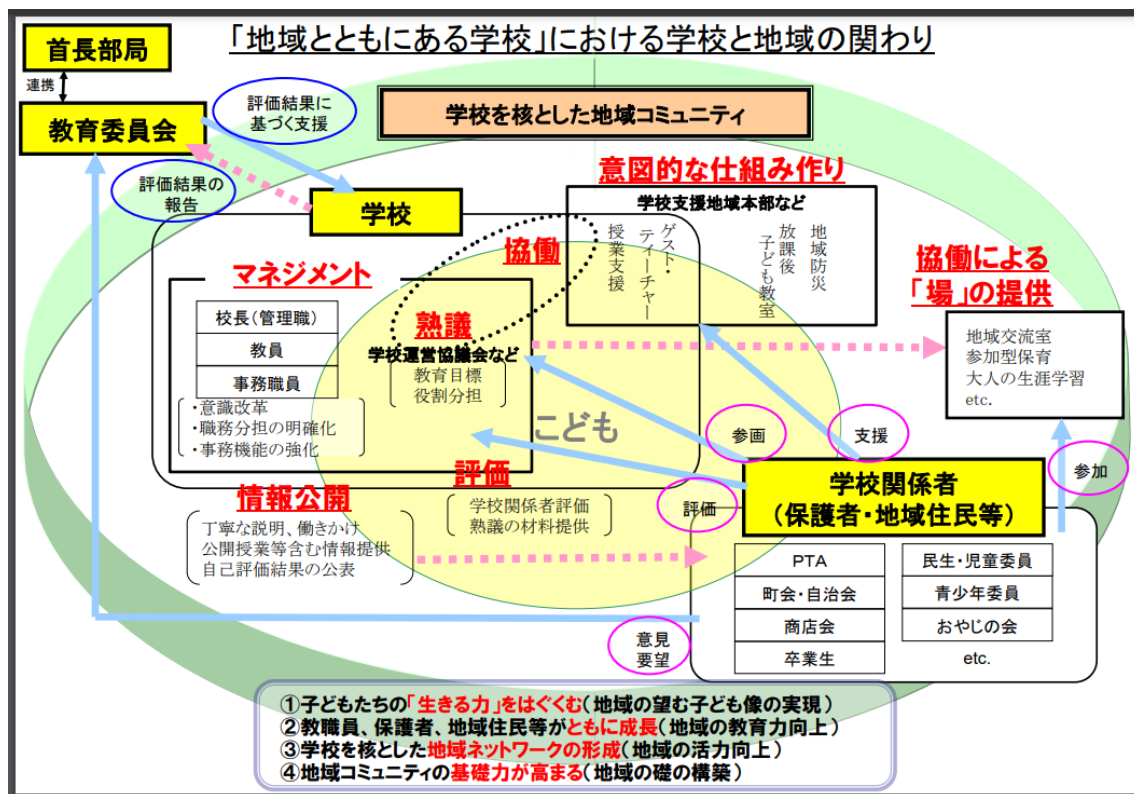 「地域とともにある学校」における学校と地域の関わり
首長部局
連携
教育委員会
評価結果に
基づく支援
評価結果の
報告
学校を核とした地域コミュニティ
学校
意図的な仕組み作り
学校支援地域本部など
授業支援
ゲスト・
ティーチャー
放課後
子ども教室
地域防災
協働
協働による
「場」の提供
地域交流室
参加型保育
大人の生涯学習
etc.
マネジメント
校長(管理職)
教員
事務職員
・意識改革
・職務分担の明確化
・事務機能の強化
熟議
学校運営協議会など
教育目標
役割分担
こども
参画
支援
評価
参加
評価
学校関係者評価
熟議の材料提供
情報公開
丁寧な説明、働きかけ
公開授業等含む情報提供
自己評価結果の公表
学校関係者
(保護者・地域住民等)
PTA
町会・自治会
商店会
卒業生
民生・児童委員
青少年委員
おやじの会
etc.
意見
要望
①子どもたちの「生きる力」をはぐくむ(地域の望む子ども像の実現)
②教職員、保護者、地域住民等がともに成長(地域の教育力向上)
③学校を核とした地域ネットワークの形成(地域の活力向上)
④地域コミュニティの基礎力が高まる(地域の礎の構築)